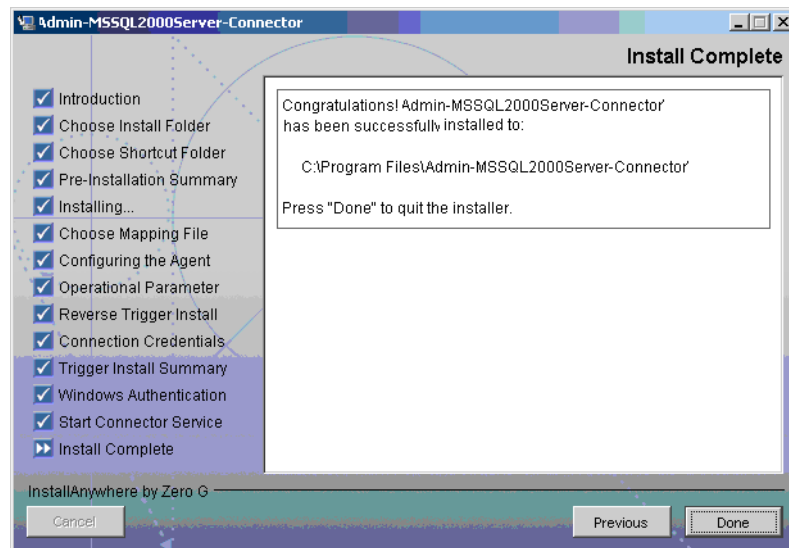 Admin-MSSQL2000Server-Connector
Install Complete
Introduction
Choose Install Folder
Choose Shortcut Folder
Pre-Installation Summary
Installing...
Choose Mapping File
Configuring the Agent
Operational Parameter
Reverse Trigger Install
Connection Credentials
Trigger Install Summary
Windows Authentication
Start Connector Service
Install Complete
Congratulations! Admin-MSSQL2000Server-Connector
has been successfully installed to:
C:\Program Files\Admin-MSSQL2000Server-Connector
Press "Done" to quit the installer.
InstallAnywhere by Zero G
Cancel
Previous
Done